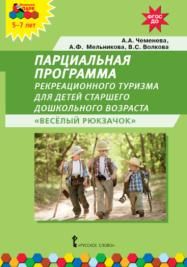 5–7 лет
ФГОС
ДО
А.А. Чеменева,
А.Ф. Мельникова, В.С. Волкова
ПАРЦИАЛЬНАЯ
ПРОГРАММА
РЕКРЕАЦИОННОГО ТУРИЗМА
ДЛЯ ДЕТЕЙ СТАРШЕГО
ДОШКОЛЬНОГО ВОЗРАСТА
«ВЕСЁЛЫЙ РЮКЗАЧОК»
«РУССКОЕ СЛОВО»